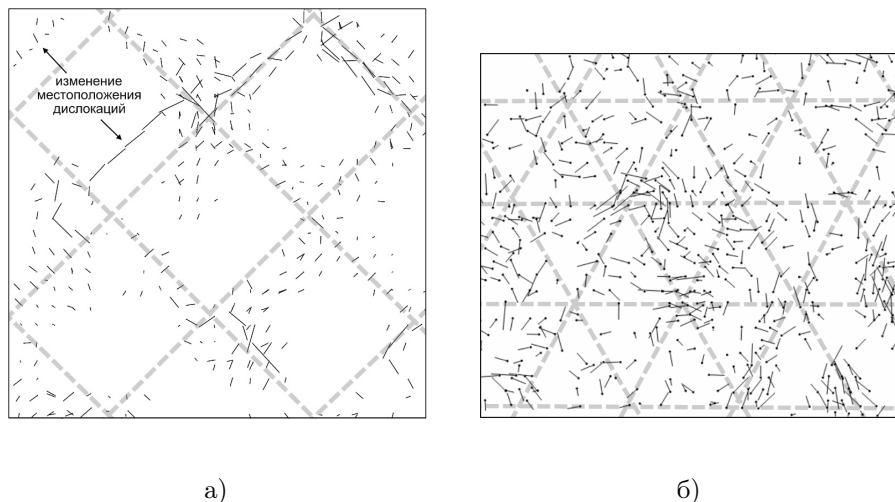 изменение
местоположения
дислокаций
а)
б)